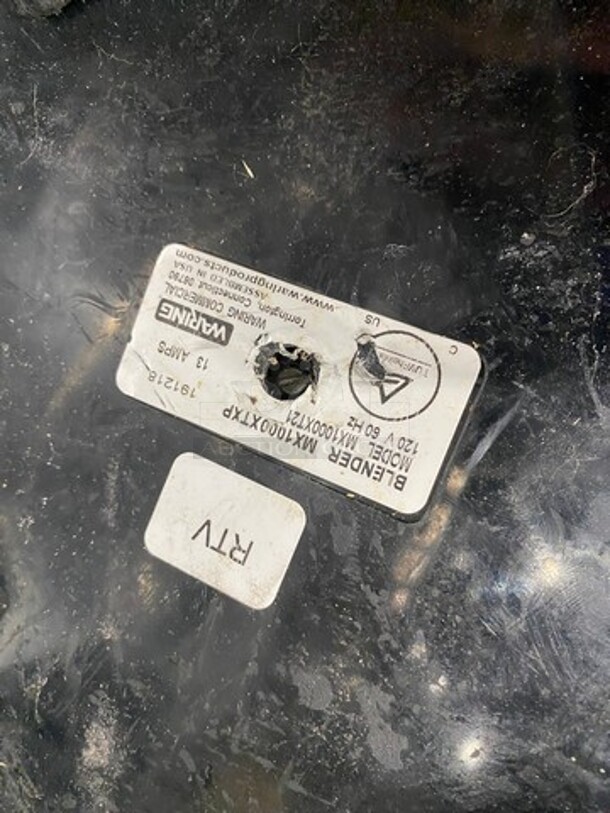 BLENDER MX1000XTXP
MODEL MX1000XT21
120 V 60 Hz
191218
13 AMPS
WARING
WARING COMMERCIAL
Torrington, Connecticut 06790
ASSEMBLED IN USA
www.waringproducts.com
C
US
RTV